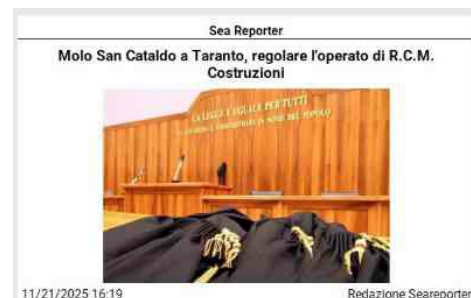 Sea Reporter
Molo San Cataldo a Taranto, regolare l'operato di R.C.M.
Costruzioni
LA LEGGE È UGUALE PER TUTTI
11/21/2025 16:19
Redazione Seareporter